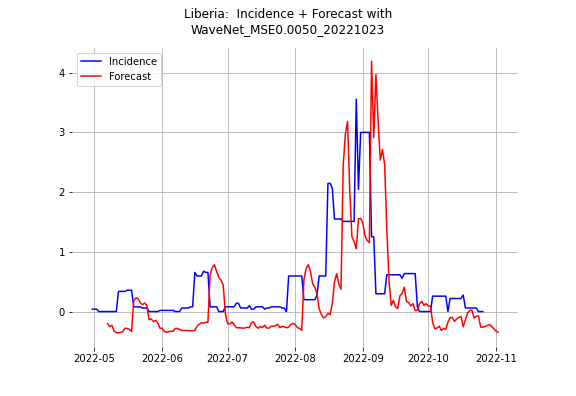 Liberia:  Incidence + Forecast with
WaveNet_MSE0.0050_20221023
Incidence
Forecast
4
3
2
1
0
2022-05 2022-06 2022-07 2022-08 2022-09 2022-10 2022-11